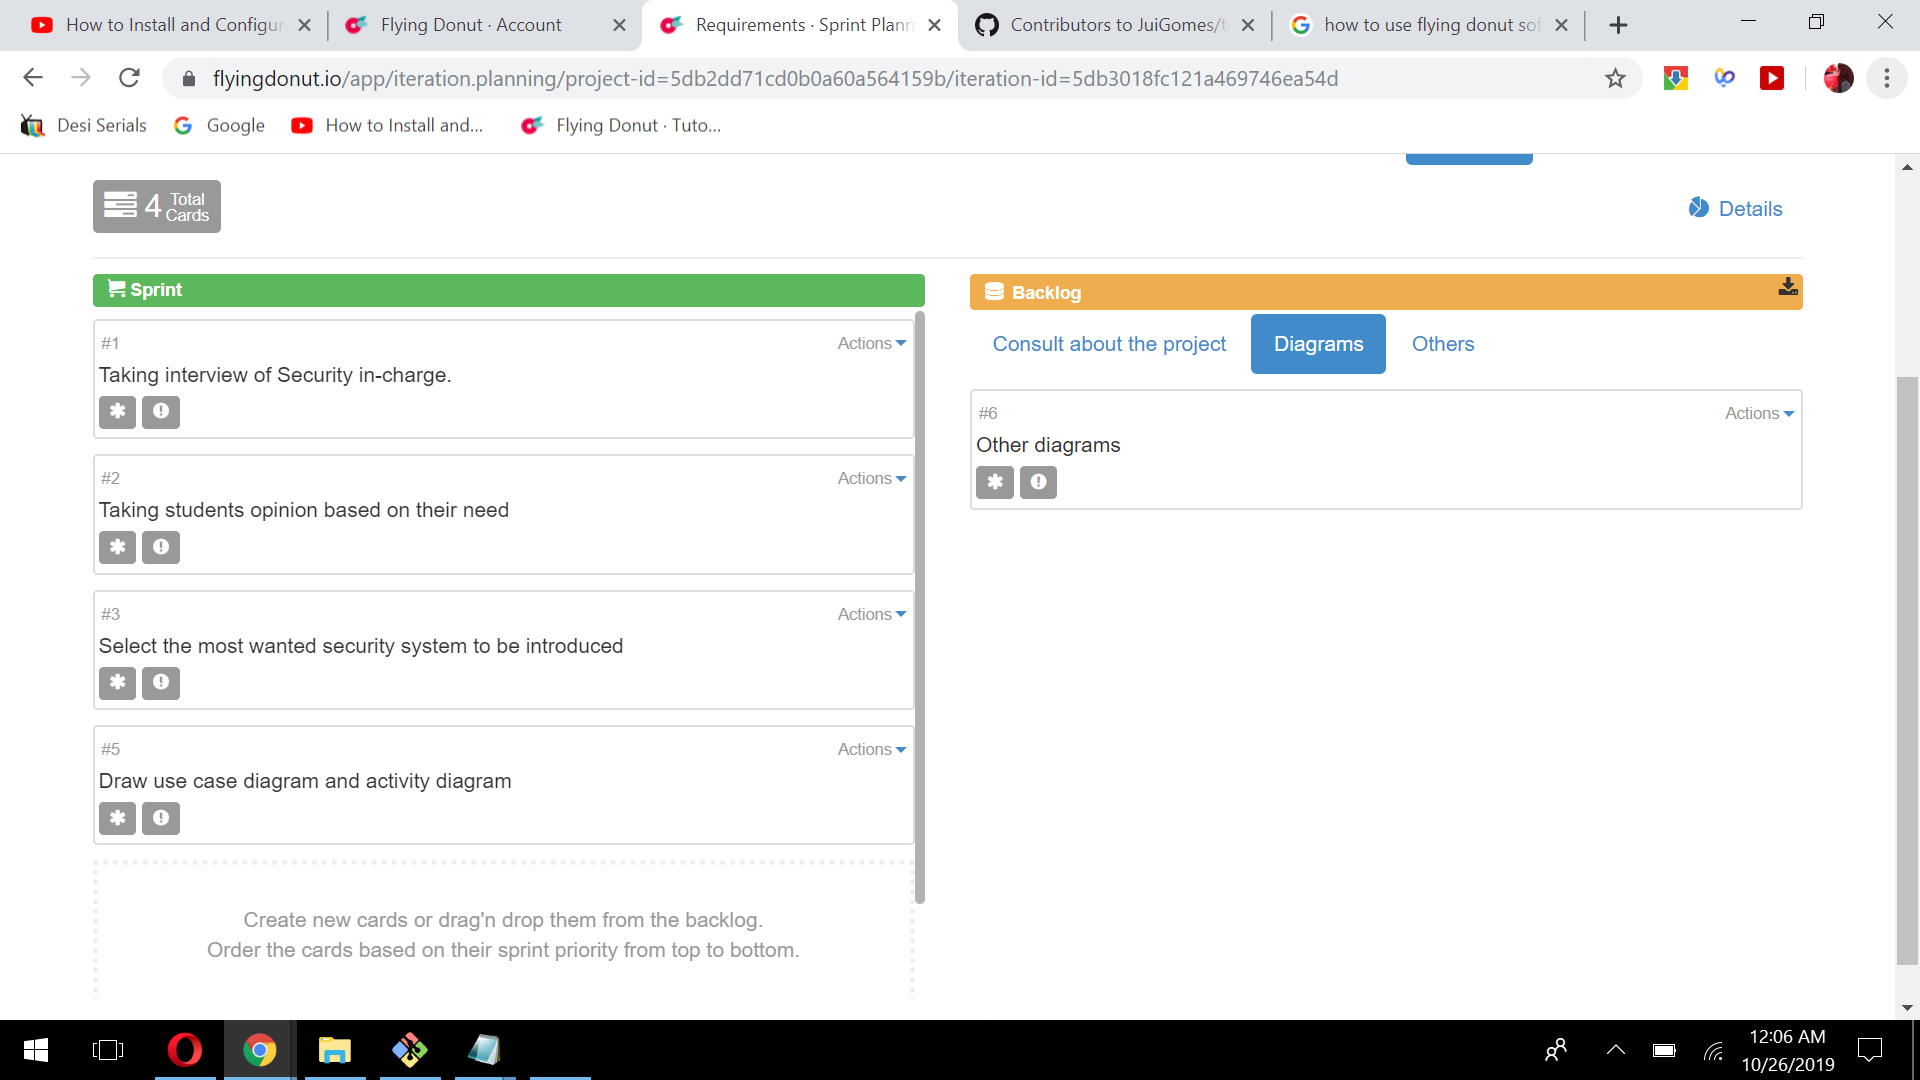 How to Install and Configur
Flying Donut · Account
Requirements · Sprint Plann
Contributors to JuiGomes/t
how to use flying donut sof
flyingdonut.io/app/iteration.planning/project-id=5db2dd71cd0b0a60a564159b/iteration-id=5db3018fc121a469746ea54d
Desi Serials
Google
How to Install and...
Flying Donut · Tuto...
4 Total Cards
Details
Sprint
Backlog
Consult about the project
Diagrams
Others
#1
Actions
Taking interview of Security in-charge.
#6
Actions
Other diagrams
#2
Actions
Taking students opinion based on their need
#3
Actions
Select the most wanted security system to be introduced
#5
Actions
Draw use case diagram and activity diagram
Create new cards or drag'n drop them from the backlog.
Order the cards based on their sprint priority from top to bottom.
12:06 AM
10/26/2019